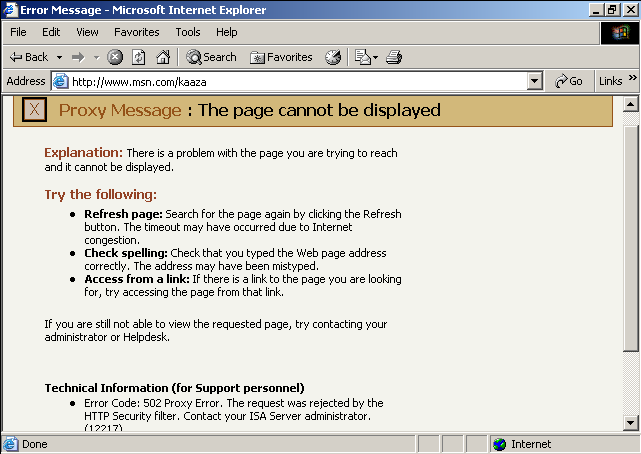 Error Message - Microsoft Internet Explorer
File Edit View Favorites Tools Help
Back Search Favorites
Address http://www.msn.com/kaaza Go Links »
X Proxy Message : The page cannot be displayed
Explanation: There is a problem with the page you are trying to reach
and it cannot be displayed.
Try the following:
• Refresh page: Search for the page again by clicking the Refresh
button. The timeout may have occurred due to Internet
congestion.
• Check spelling: Check that you typed the Web page address
correctly. The address may have been mistyped.
• Access from a link: If there is a link to the page you are looking
for, try accessing the page from that link.
If you are still not able to view the requested page, try contacting your
administrator or Helpdesk.
Technical Information (for Support personnel)
• Error Code: 502 Proxy Error. The request was rejected by the
HTTP Security filter. Contact your ISA Server administrator.
(12217)
Done Internet